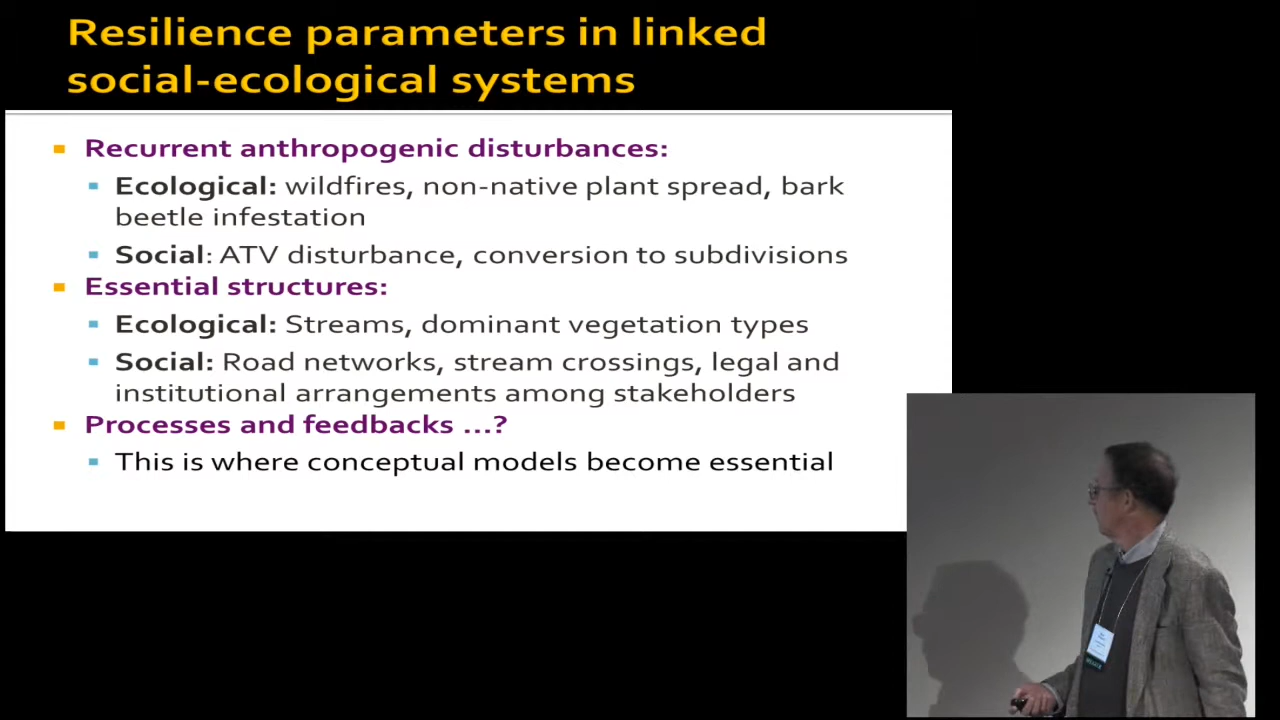 Resilience parameters in linked
social-ecological systems
Recurrent anthropogenic disturbances:
Ecological: wildfires, non-native plant spread, bark
beetle infestation
Social: ATV disturbance, conversion to subdivisions
Essential structures:
Ecological: Streams, dominant vegetation types
Social: Road networks, stream crossings, legal and
institutional arrangements among stakeholders
Processes and feedbacks ...?
This is where conceptual models become essential